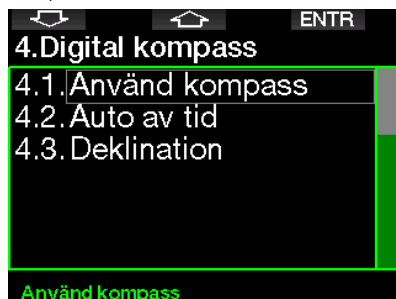 ENTR
4.Digital kompass
4.1.Använd kompass
4.2.Auto av tid
4.3.Deklination
Använd kompass